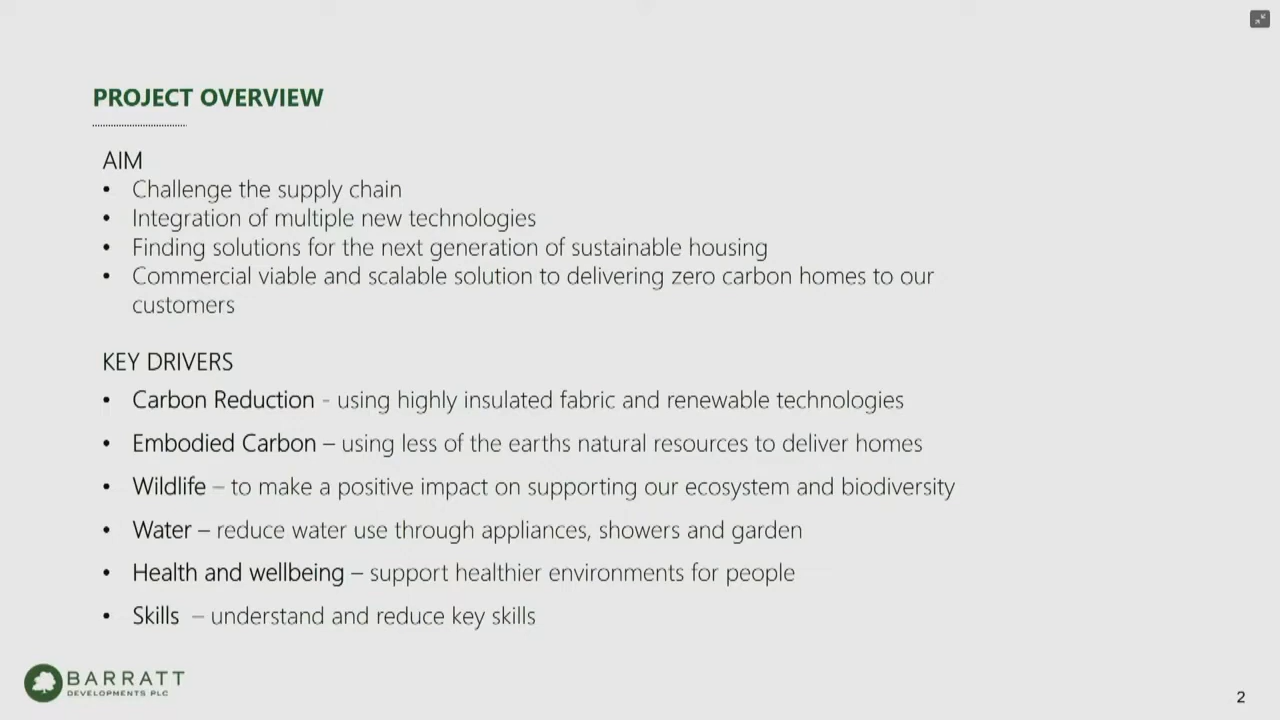 PROJECT OVERVIEW
AIM
• Challenge the supply chain
• Integration of multiple new technologies
• Finding solutions for the next generation of sustainable housing
• Commercial viable and scalable solution to delivering zero carbon homes to our
customers
KEY DRIVERS
• Carbon Reduction - using highly insulated fabric and renewable technologies
• Embodied Carbon – using less of the earths natural resources to deliver homes
• Wildlife – to make a positive impact on supporting our ecosystem and biodiversity
• Water – reduce water use through appliances, showers and garden
• Health and wellbeing – support healthier environments for people
• Skills – understand and reduce key skills
BARRATT
DEVELOPMENTS PLC
2